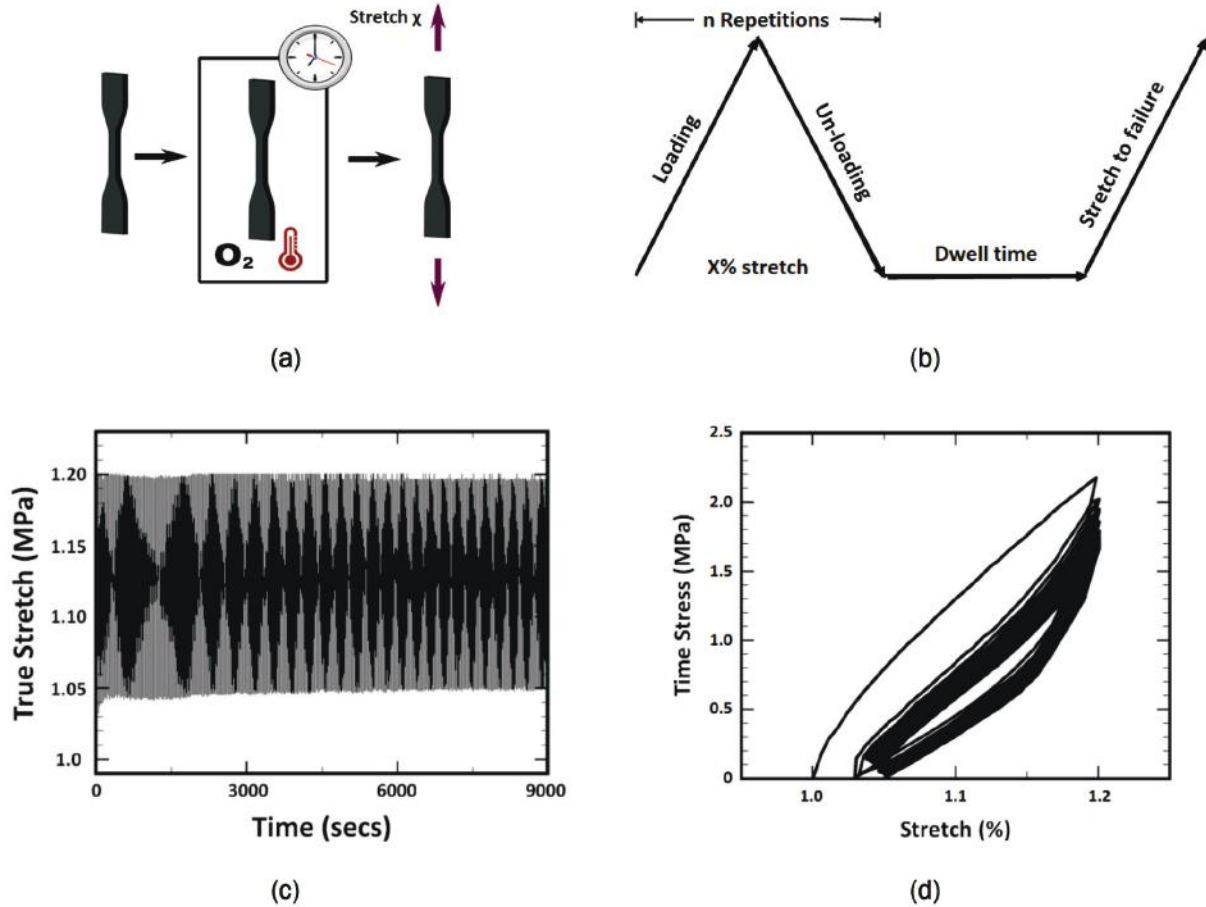 Stretch χ
O₂
(a)
n Repetitions
Loading
Un-loading
Stretch to failure
X% stretch
Dwell time
(b)
True Stretch (MPa)
1.20
1.15
1.10
1.05
1.0
0
3000
6000
9000
Time (secs)
(c)
Time Stress (MPa)
2.5
2.0
1.5
1.0
0.5
0
1.0
1.1
1.2
Stretch (%)
(d)